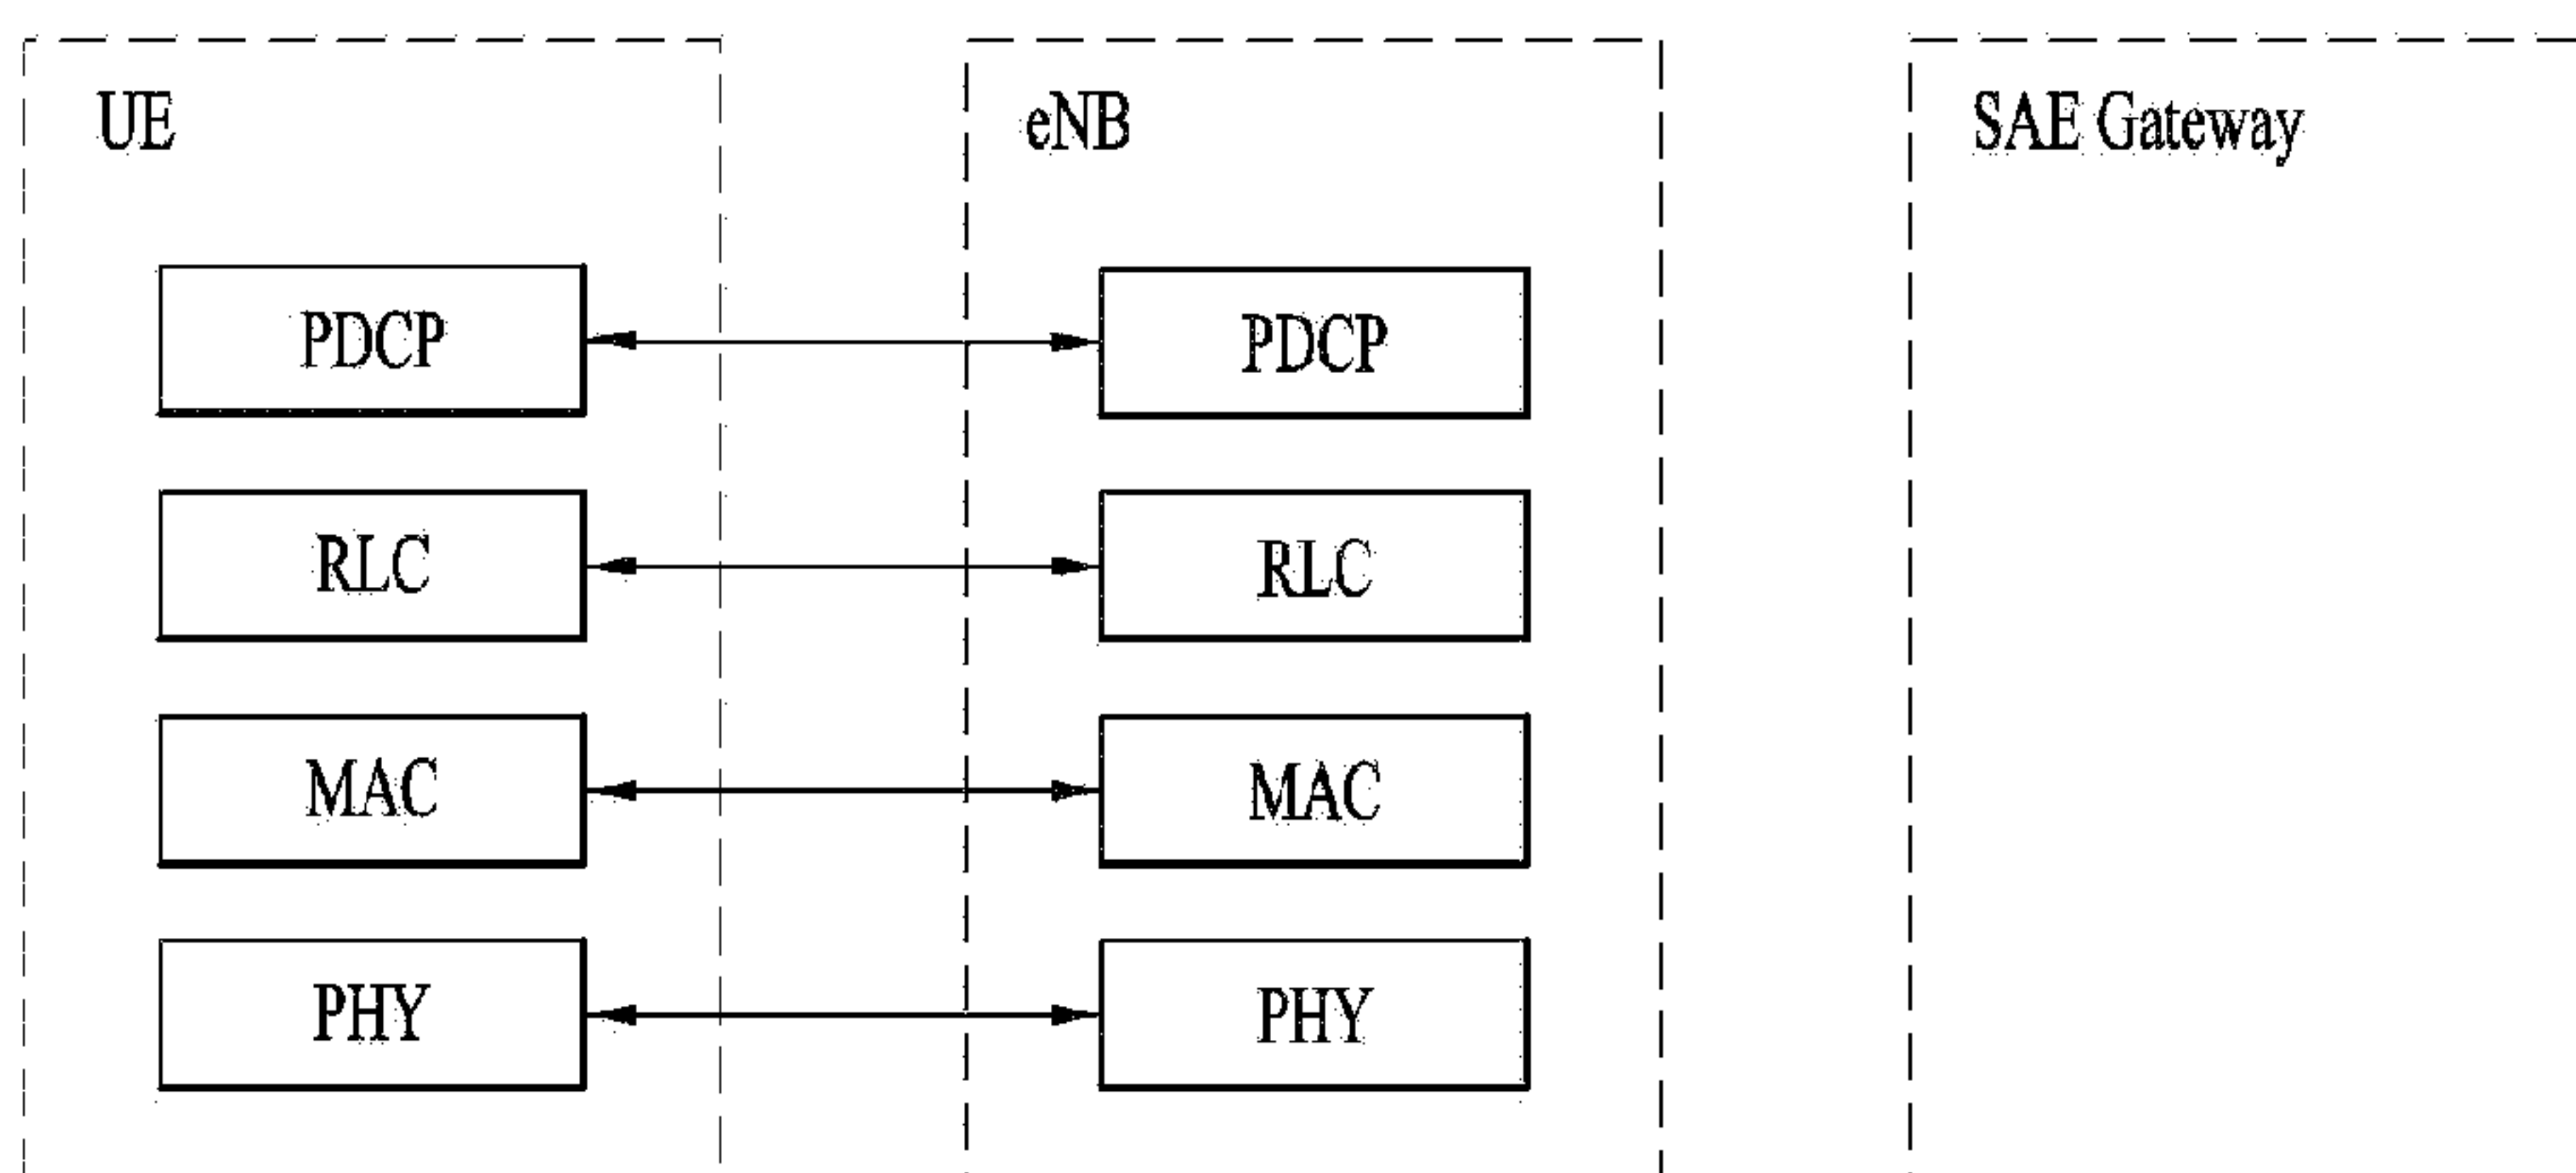 UE
eNB
SAE Gateway
PDCP
PDCP
RLC
RLC
MAC
MAC
PHY
PHY